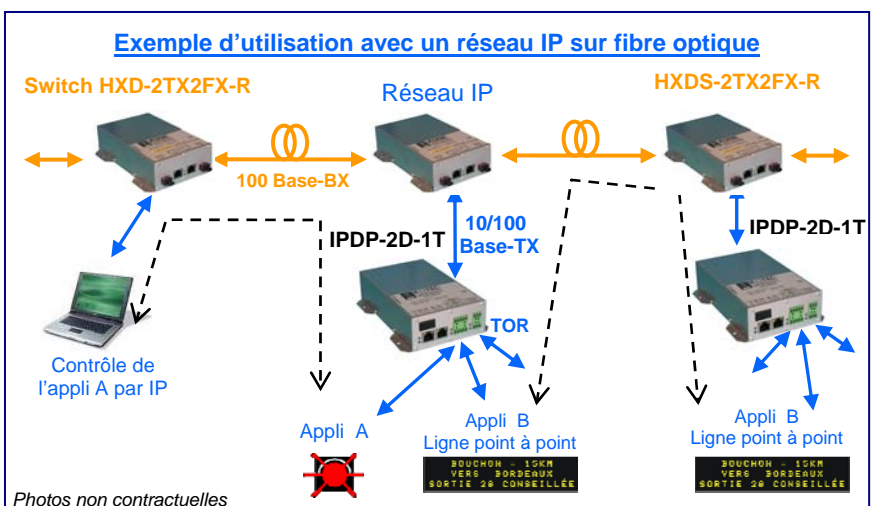 Exemple d'utilisation avec un réseau IP sur fibre optique
Switch HXD-2TX2FX-R
Réseau IP
HXDS-2TX2FX-R
100 Base-BX
IPDP-2D-1T
10/100
Base-TX
IPDP-2D-1T
TOR
Contrôle de
l'appli A par IP
Appli A
Appli B
Ligne point à point
Appli B
Ligne point à point
BOUCHON - 15KM
VERS BORDEAUX
SORTIE 28 CONSEILLÉE
BOUCHON - 15KM
VERS BORDEAUX
SORTIE 28 CONSEILLÉE
Photos non contractuelles